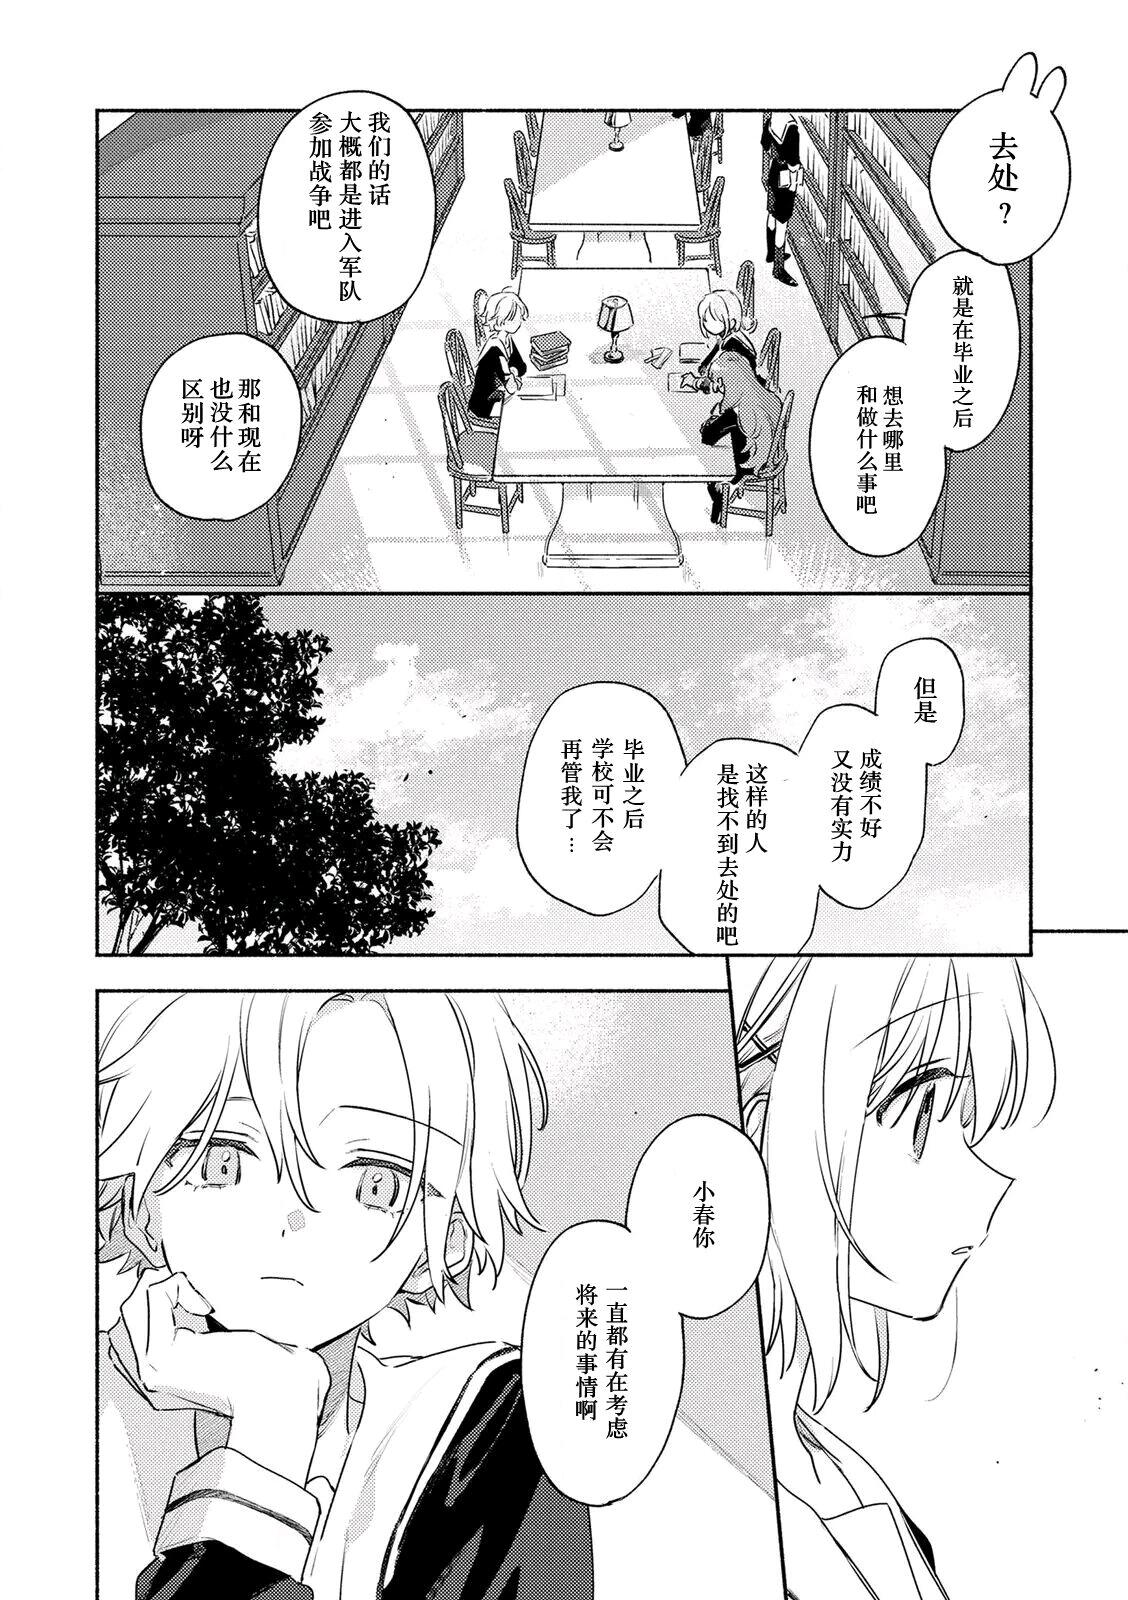 去处？
就是在毕业之后
想去哪里
和做什么事吧
我们的话
大概都是进入军队
参加战争吧
那和现在
也没什么
区别呀
但是
成绩不好
又没有实力
这样的人
是找不到去处的吧
毕业之后
学校可不会
再管我了…
小春你
一直都有在考虑
将来的事情啊